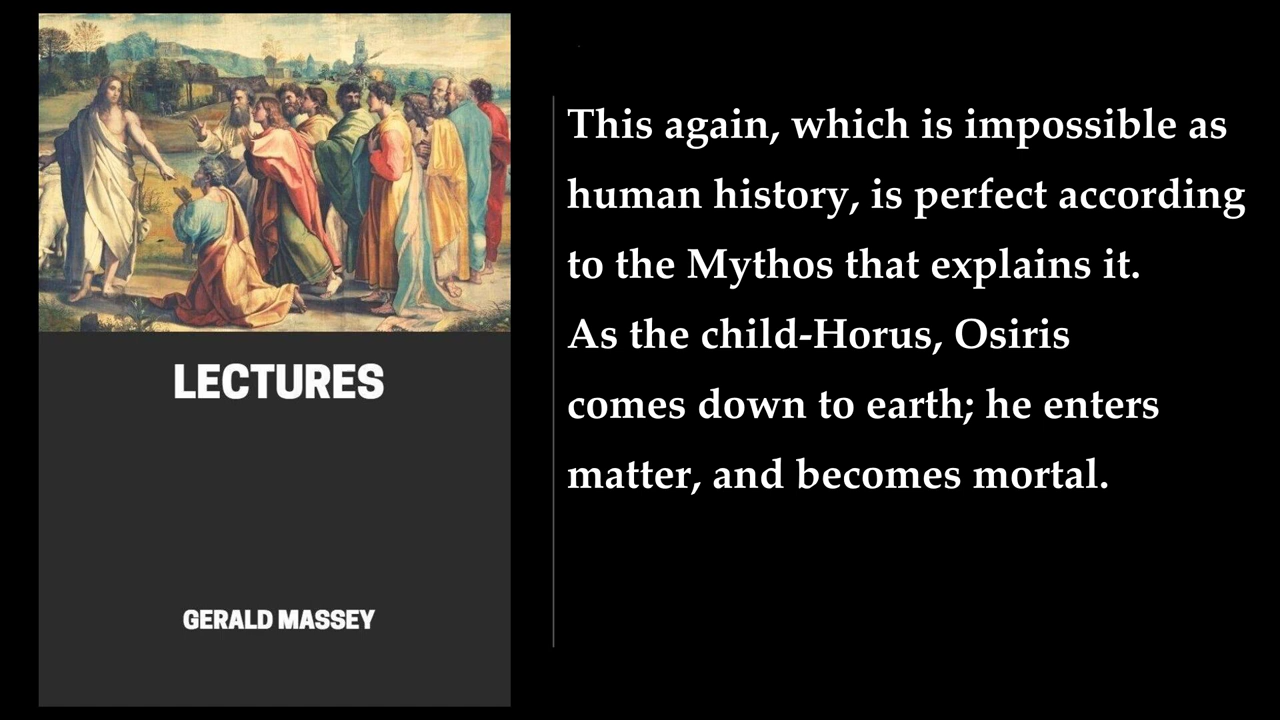 LECTURES
GERALD MASSEY
This again, which is impossible as
human history, is perfect according
to the Mythos that explains it.
As the child-Horus, Osiris
comes down to earth; he enters
matter, and becomes mortal.